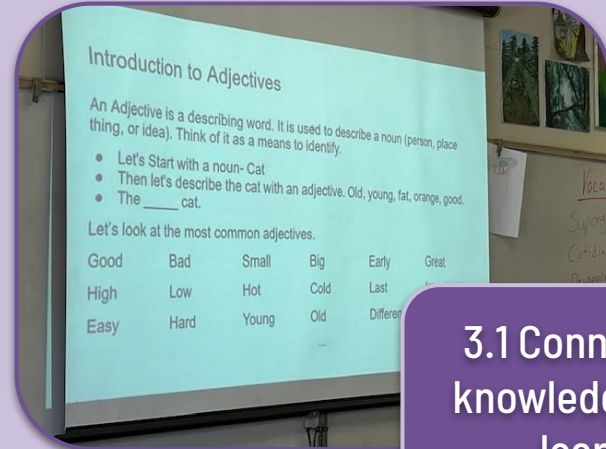 Introduction to Adjectives
An Adjective is a describing word. It is used to describe a noun (person, place
thing, or idea). Think of it as a means to identify.
● Let's Start with a noun- Cat
● Then let's describe the cat with an adjective. Old, young, fat, orange, good.
● The _____ cat.
Let's look at the most common adjectives.
Good Bad Small Big Early Great
High Low Hot Cold Last
Easy Hard Young Old Differen
Voca
3.1 Conn
knowled